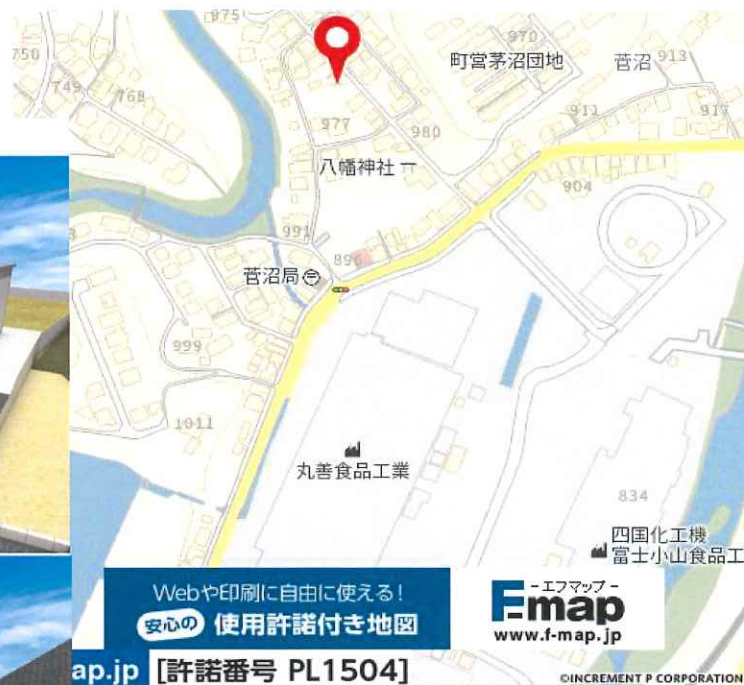 975
750
749
768
970
町営茅沼団地
菅沼
913
911
917
977
980
八幡神社
904
991
896
菅沼局
999
1011
丸善食品工業
834
四国化工機
富士小山食品工
Webや印刷に自由に使える!
安心の 使用許諾付き地図
-エフマップ-
F-map
www.f-map.jp
ap.jp [許諾番号 PL1504]
©INCREMENT P CORPORATION